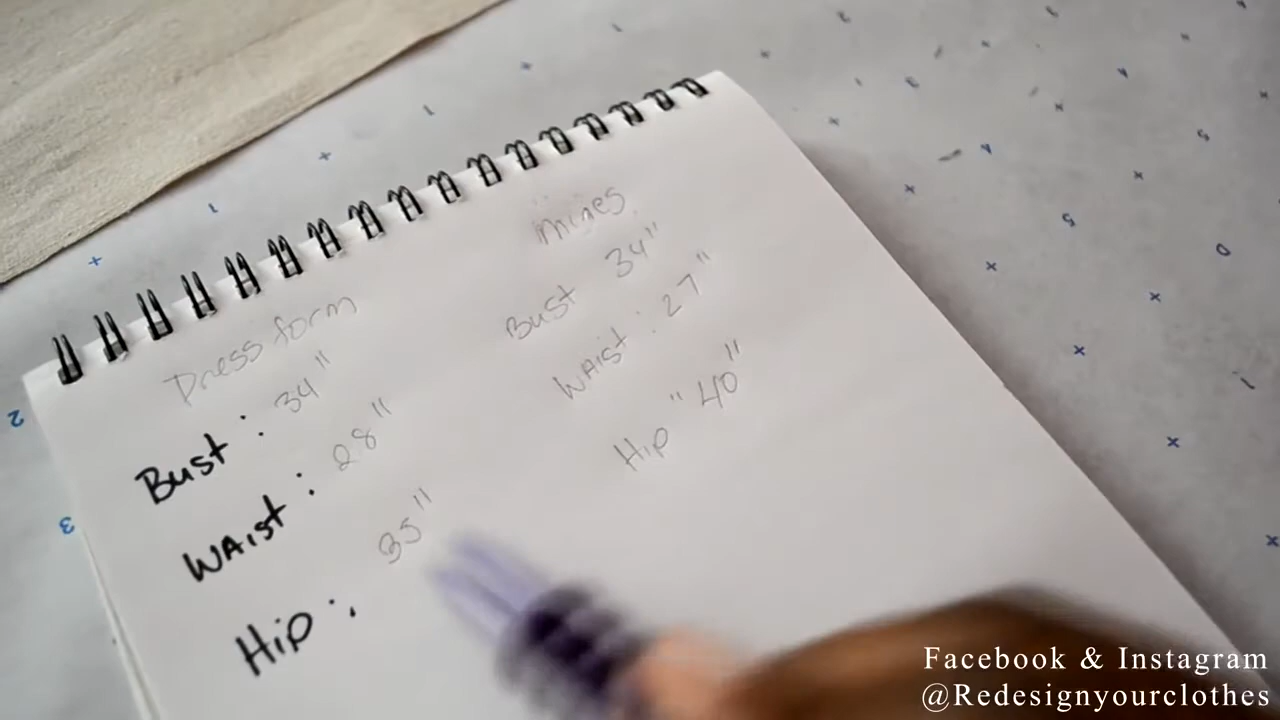 Dress form
Bust : 34"
Waist : 28"
Hip : 35"
Mines
Bust 34"
Waist : 27"
Hip " 40"
Facebook & Instagram
@Redesignyourclothes